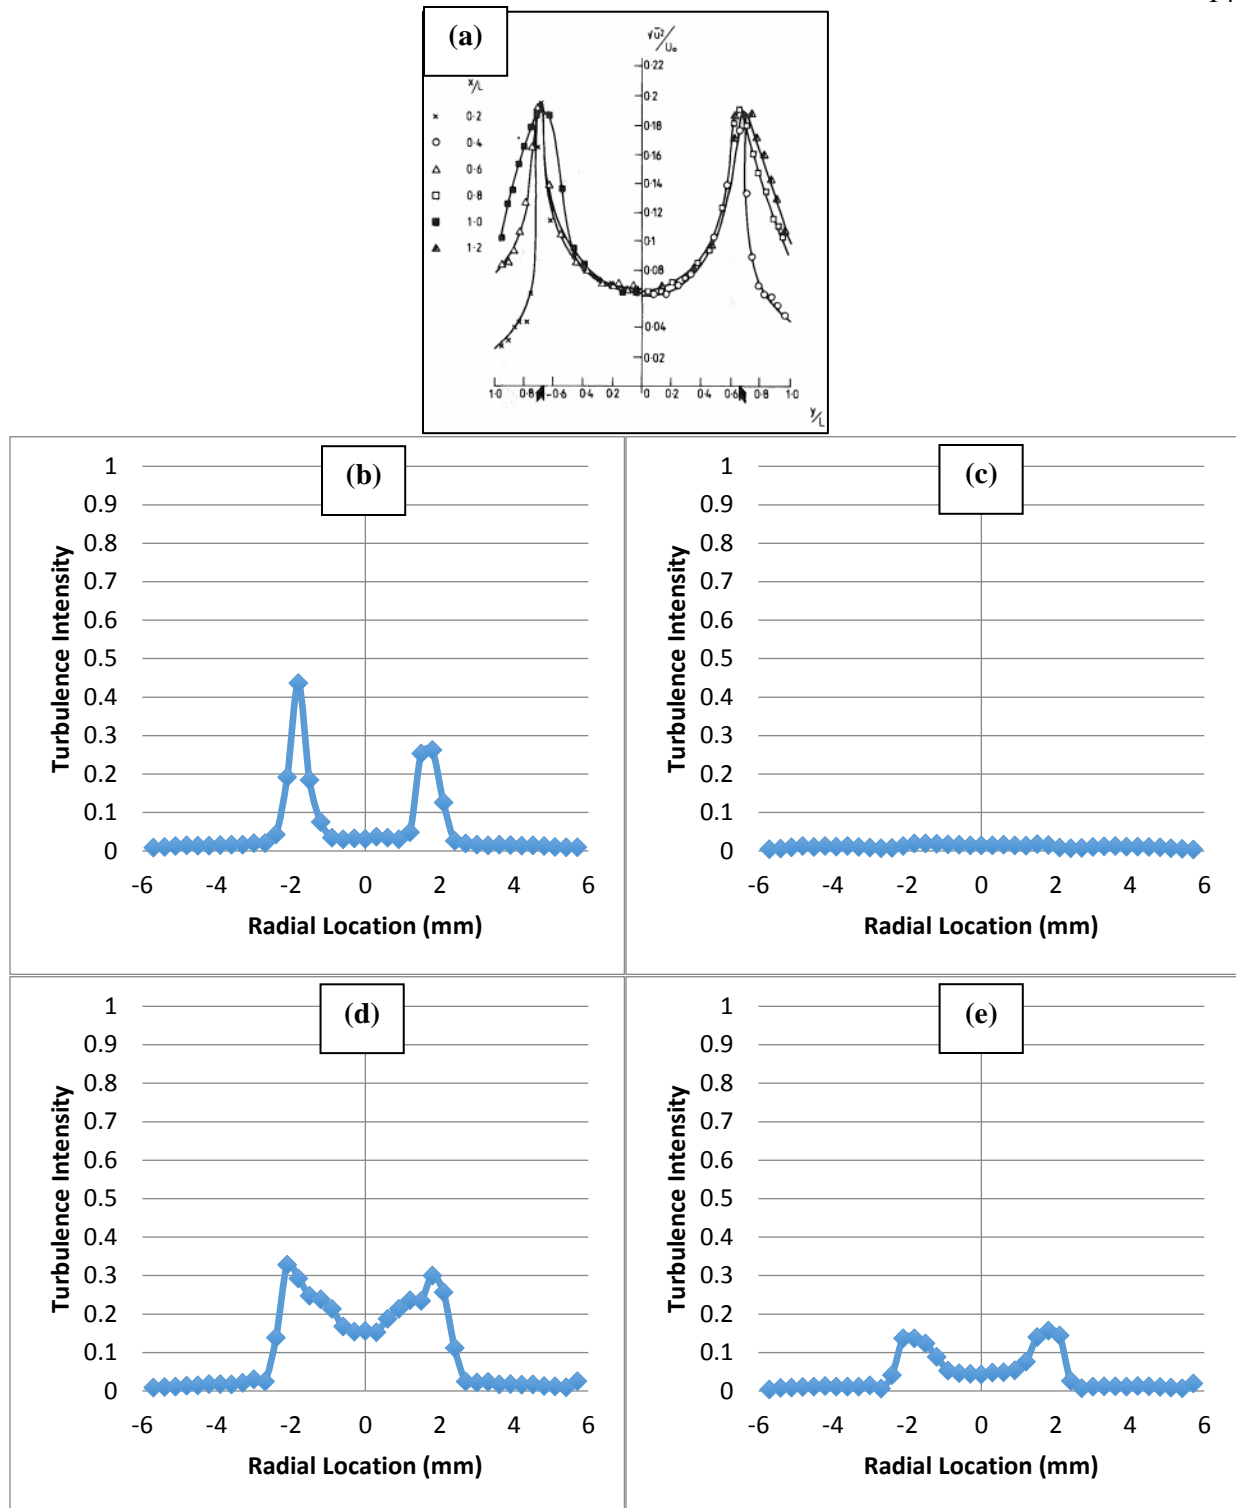 (a)
√u̅²/U₀
x/L
× 0·2
○ 0·4
△ 0·6
□ 0·8
1·0
1·2
0·22
0·2
0·18
0·16
0·14
0·12
0·1
0·08
0·04
0·02
1·0 0·8 0·6 0·4 0·2 0 0·2 0·4 0·6 0·8 1·0
y/L
(b)
1
0.9
0.8
0.7
0.6
0.5
0.4
0.3
0.2
0.1
0
-6 -4 -2 0 2 4 6
Turbulence Intensity
Radial Location (mm)
(c)
1
0.9
0.8
0.7
0.6
0.5
0.4
0.3
0.2
0.1
0
-6 -4 -2 0 2 4 6
Turbulence Intensity
Radial Location (mm)
(d)
1
0.9
0.8
0.7
0.6
0.5
0.4
0.3
0.2
0.1
0
-6 -4 -2 0 2 4 6
Turbulence Intensity
Radial Location (mm)
(e)
1
0.9
0.8
0.7
0.6
0.5
0.4
0.3
0.2
0.1
0
-6 -4 -2 0 2 4 6
Turbulence Intensity
Radial Location (mm)